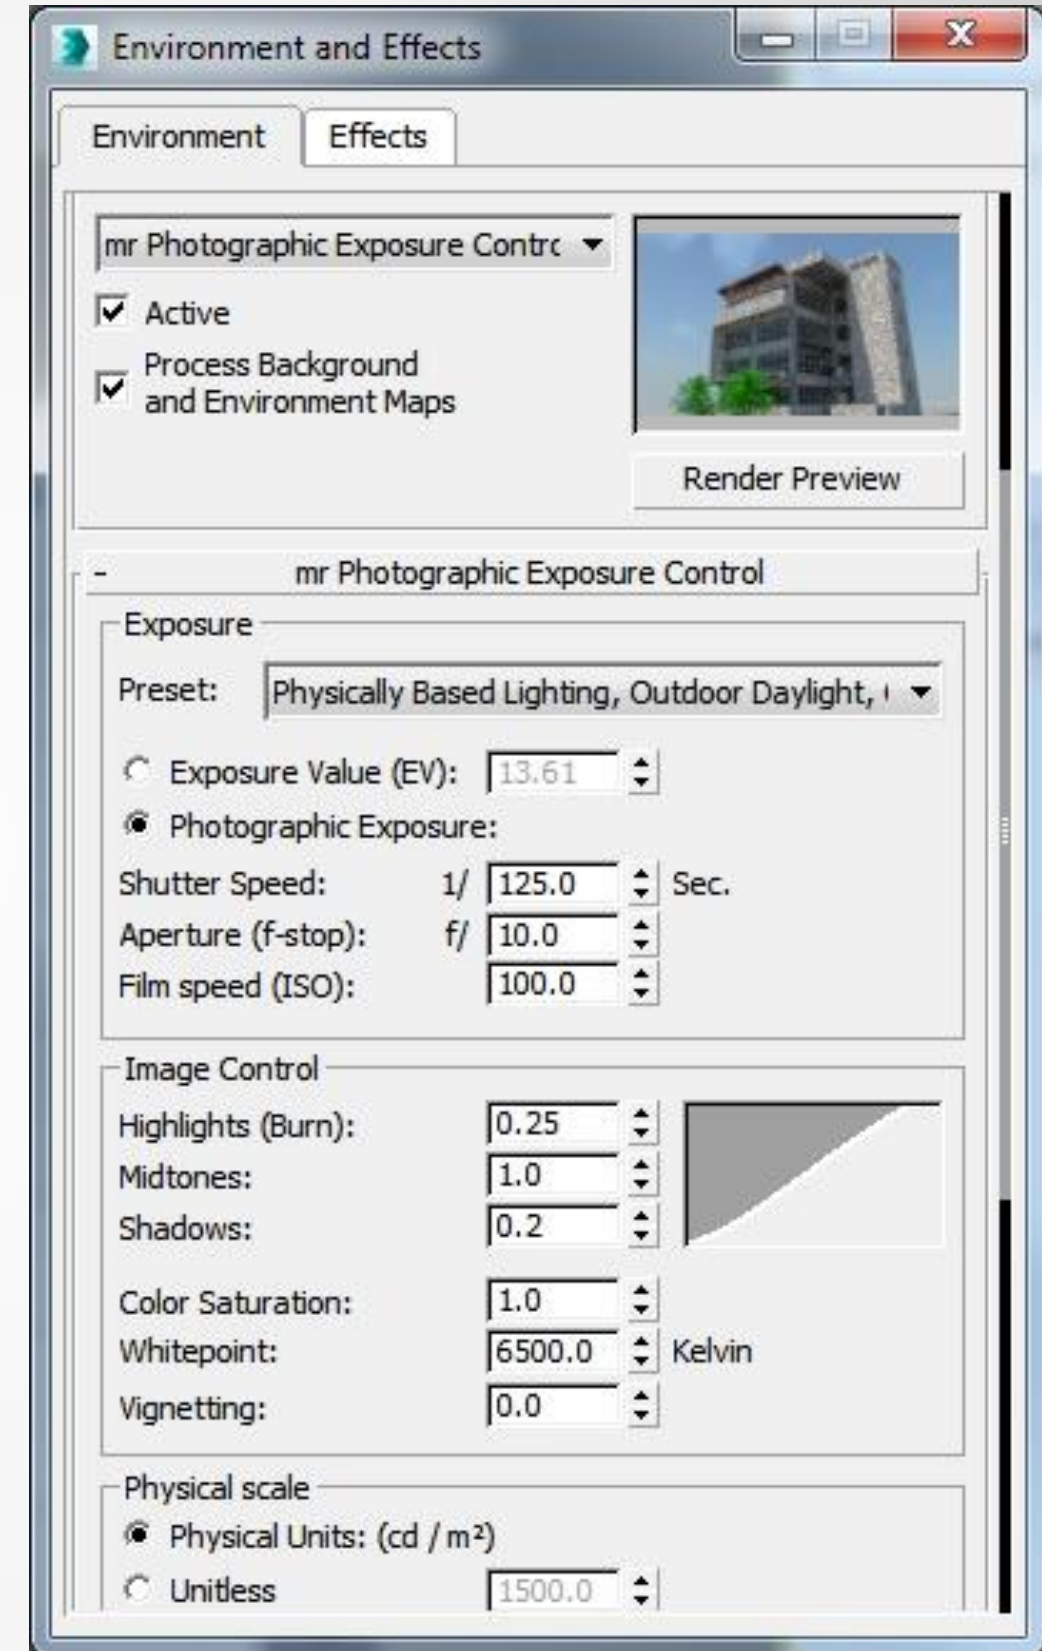 Environment and Effects
Environment Effects
mr Photographic Exposure Contrc
Active
Process Background
and Environment Maps
Render Preview
- mr Photographic Exposure Control
Exposure
Preset: Physically Based Lighting, Outdoor Daylight,
Exposure Value (EV): 13.61
Photographic Exposure:
Shutter Speed: 1/ 125.0 Sec.
Aperture (f-stop): f/ 10.0
Film speed (ISO): 100.0
Image Control
Highlights (Burn): 0.25
Midtones: 1.0
Shadows: 0.2
Color Saturation: 1.0
Whitepoint: 6500.0 Kelvin
Vignetting: 0.0
Physical scale
Physical Units: (cd / m²)
Unitless 1500.0